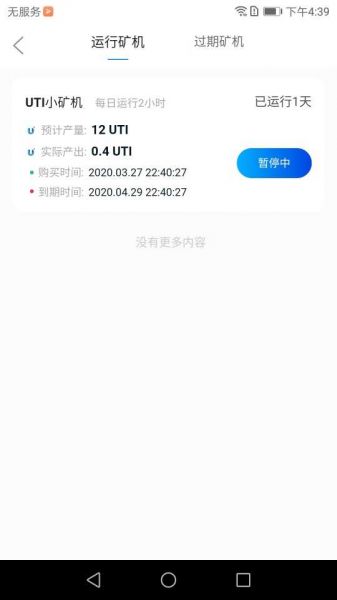 无服务 下午4:39
运行矿机 过期矿机
UTI小矿机 每日运行2小时 已运行1天
预计产量: 12 UTI
实际产出: 0.4 UTI
暂停中
购买时间: 2020.03.27 22:40:27
到期时间: 2020.04.29 22:40:27
没有更多内容